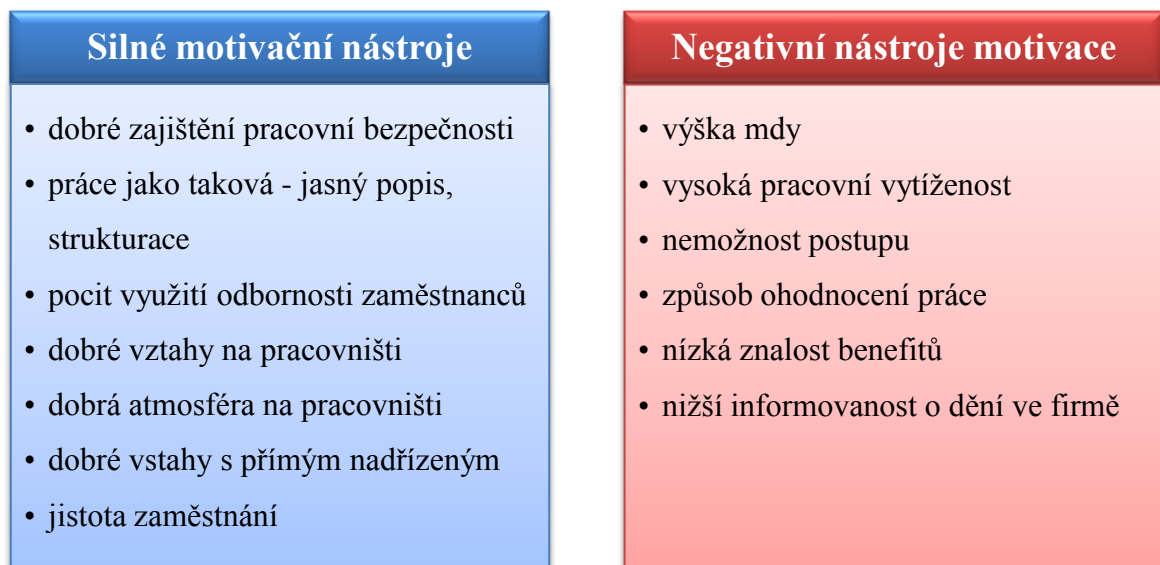 Silné motivační nástroje
• dobré zajištění pracovní bezpečnosti
• práce jako taková - jasný popis,
strukturace
• pocit využití odbornosti zaměstnanců
• dobré vztahy na pracovništi
• dobrá atmosféra na pracovništi
• dobré vstahy s přímým nadřízeným
• jistota zaměstnání
Negativní nástroje motivace
• výška mdy
• vysoká pracovní vytíženost
• nemožnost postupu
• způsob ohodnocení práce
• nízká znalost benefitů
• nižší informovanost o dění ve firmě